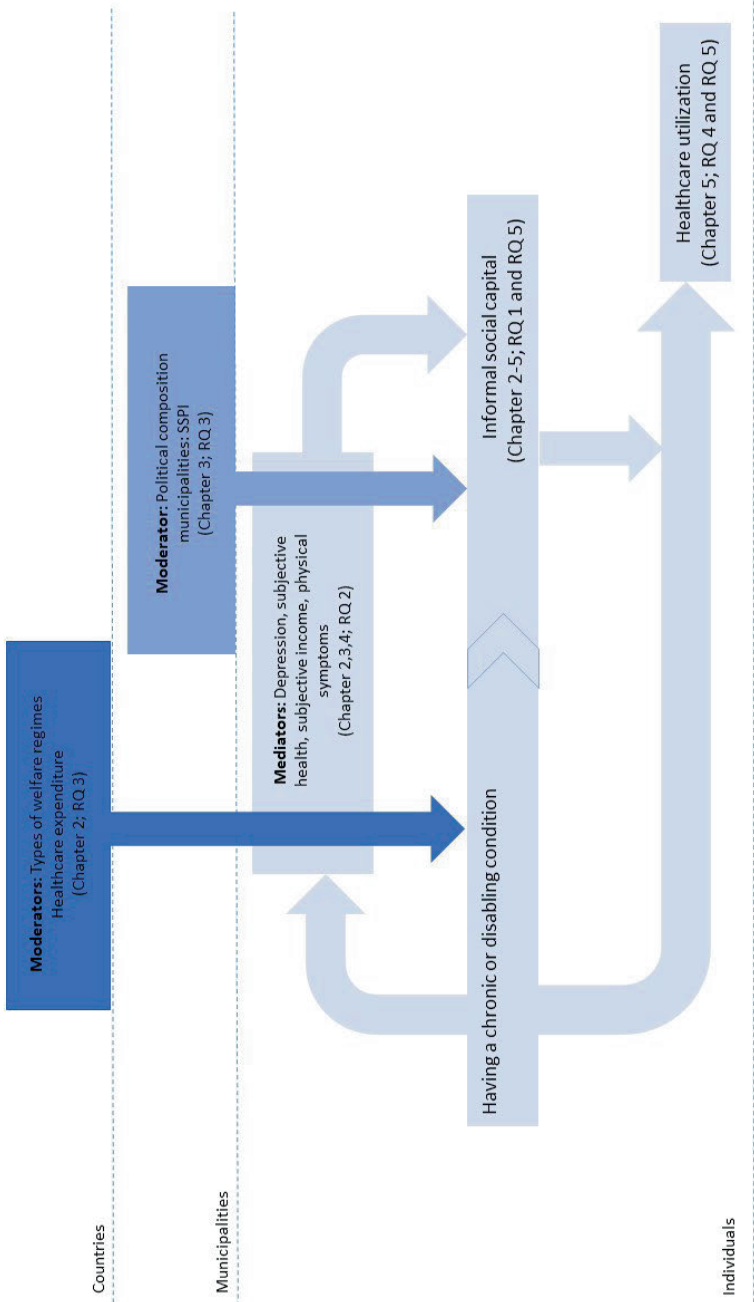 Countries
Moderators: Types of welfare regimes
Healthcare expenditure
(Chapter 2; RQ 3)
Municipalities
Moderator: Political composition
municipalities: SSPI
(Chapter 3; RQ 3)
Mediators: Depression, subjective
health, subjective income, physical
symptoms
(Chapter 2,3,4; RQ 2)
Having a chronic or disabling condition
Informal social capital
(Chapter 2-5; RQ 1 and RQ 5)
Individuals
Healthcare utilization
(Chapter 5; RQ 4 and RQ 5)